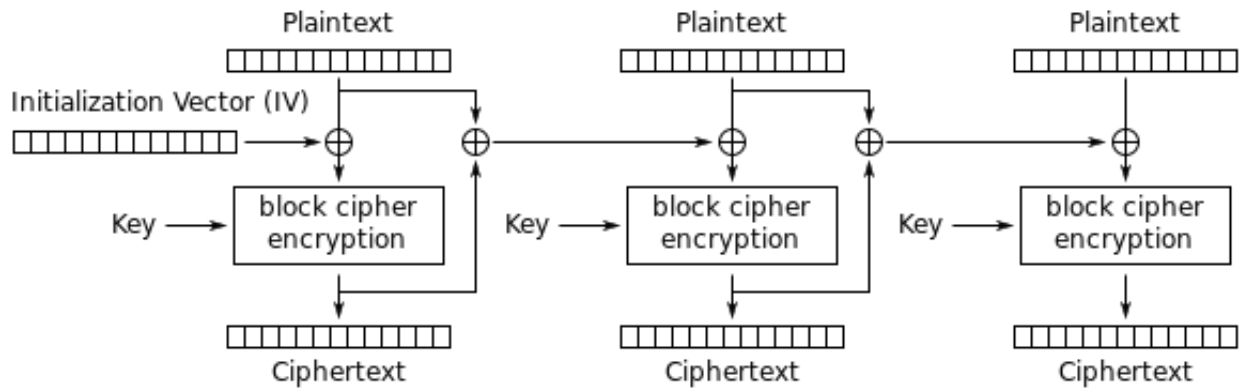 Plaintext
Plaintext
Plaintext
Initialization Vector (IV)
Key
block cipher
encryption
Key
block cipher
encryption
Key
block cipher
encryption
Ciphertext
Ciphertext
Ciphertext